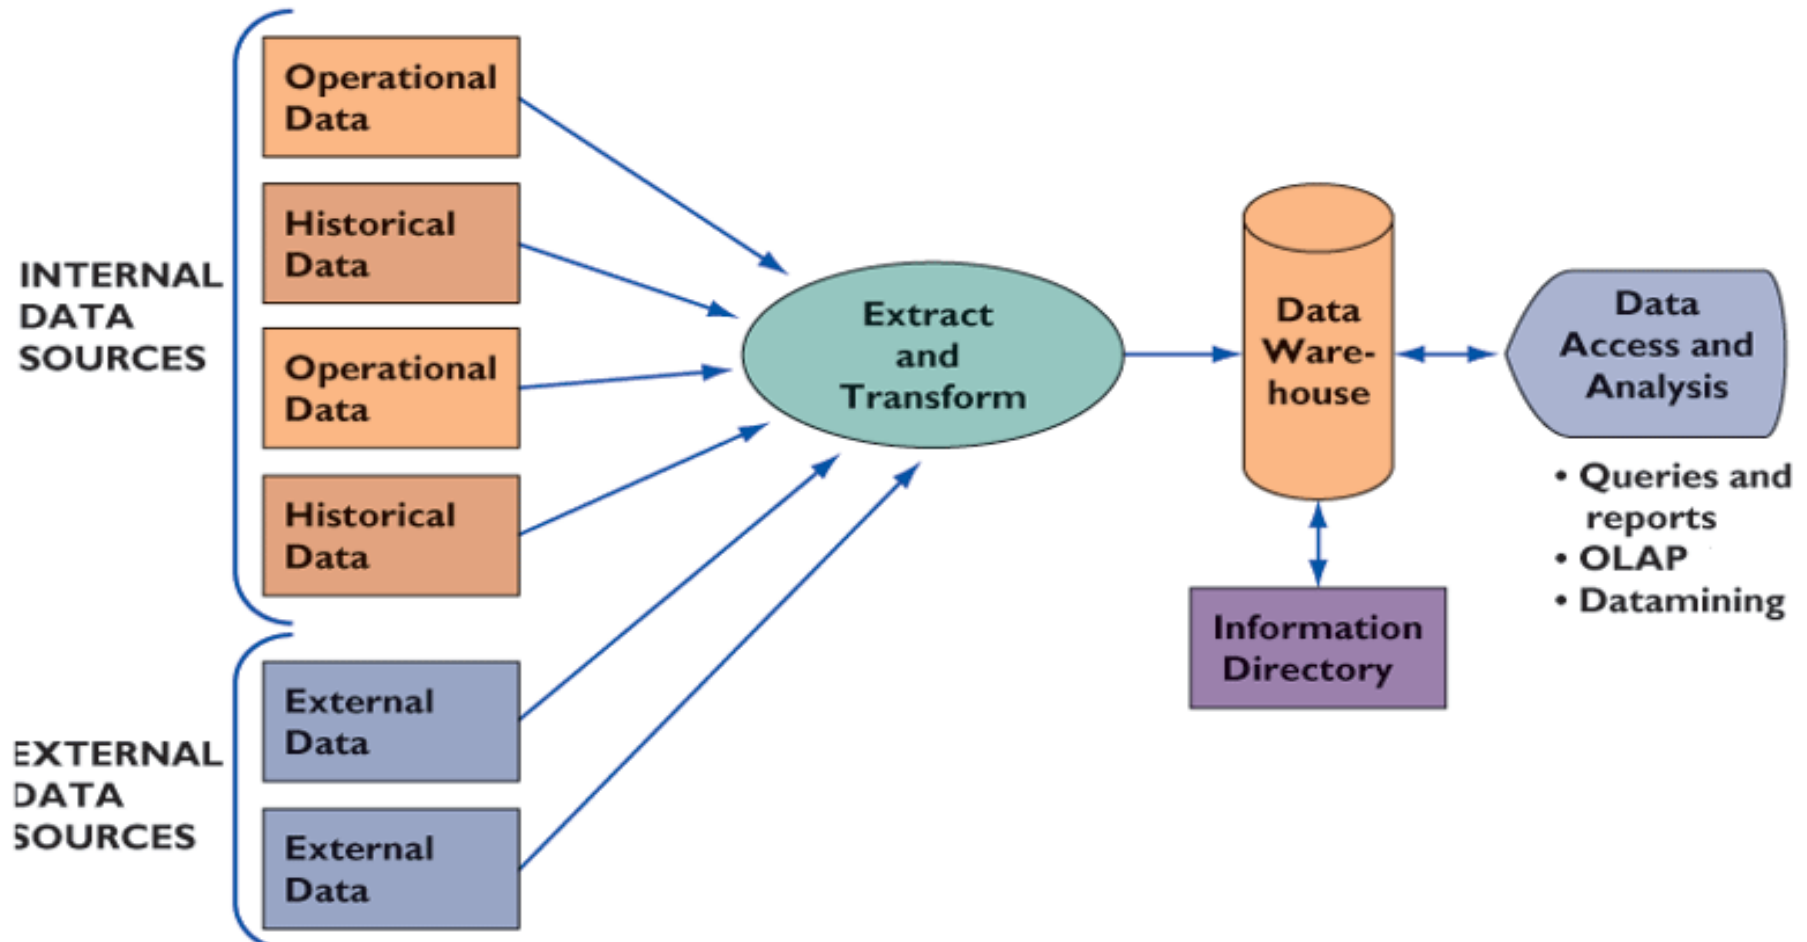 INTERNAL
DATA
SOURCES
Operational
Data
Historical
Data
Operational
Data
Historical
Data
EXTERNAL
DATA
SOURCES
External
Data
External
Data
Extract
and
Transform
Data
Ware-
house
Information
Directory
Data
Access and
Analysis
• Queries and
reports
• OLAP
• Datamining